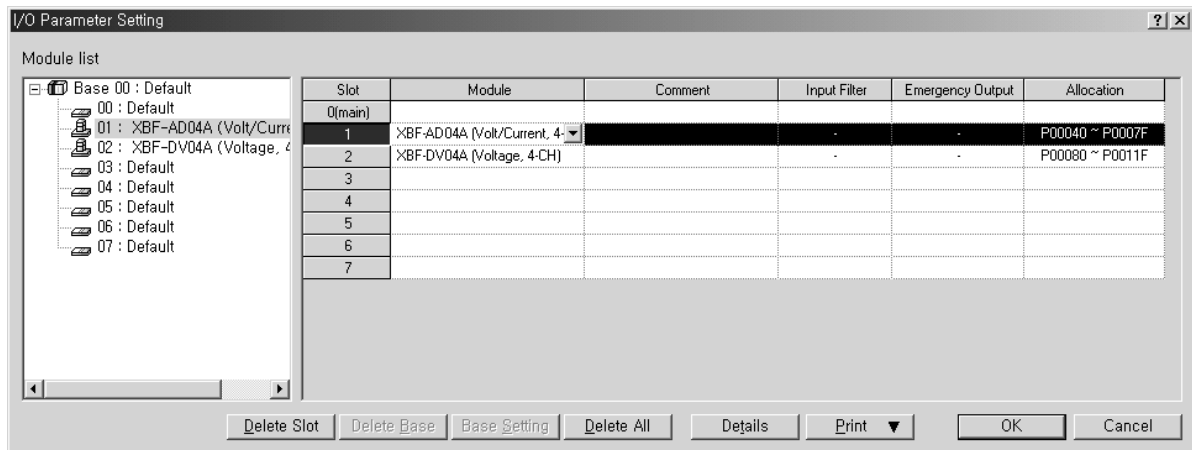 I/O Parameter Setting
Module list
Base 00 : Default
00 : Default
01 : XBF-AD04A (Volt/Curre
02 : XBF-DV04A (Voltage, 4
03 : Default
04 : Default
05 : Default
06 : Default
07 : Default
Slot Module Comment Input Filter Emergency Output Allocation
0(main)
1 XBF-AD04A (Volt/Current, 4- - - P00040 ~ P0007F
2 XBF-DV04A (Voltage, 4-CH) - - P00080 ~ P0011F
3
4
5
6
7
Delete Slot Delete Base Base Setting Delete All Details Print ▼ OK Cancel